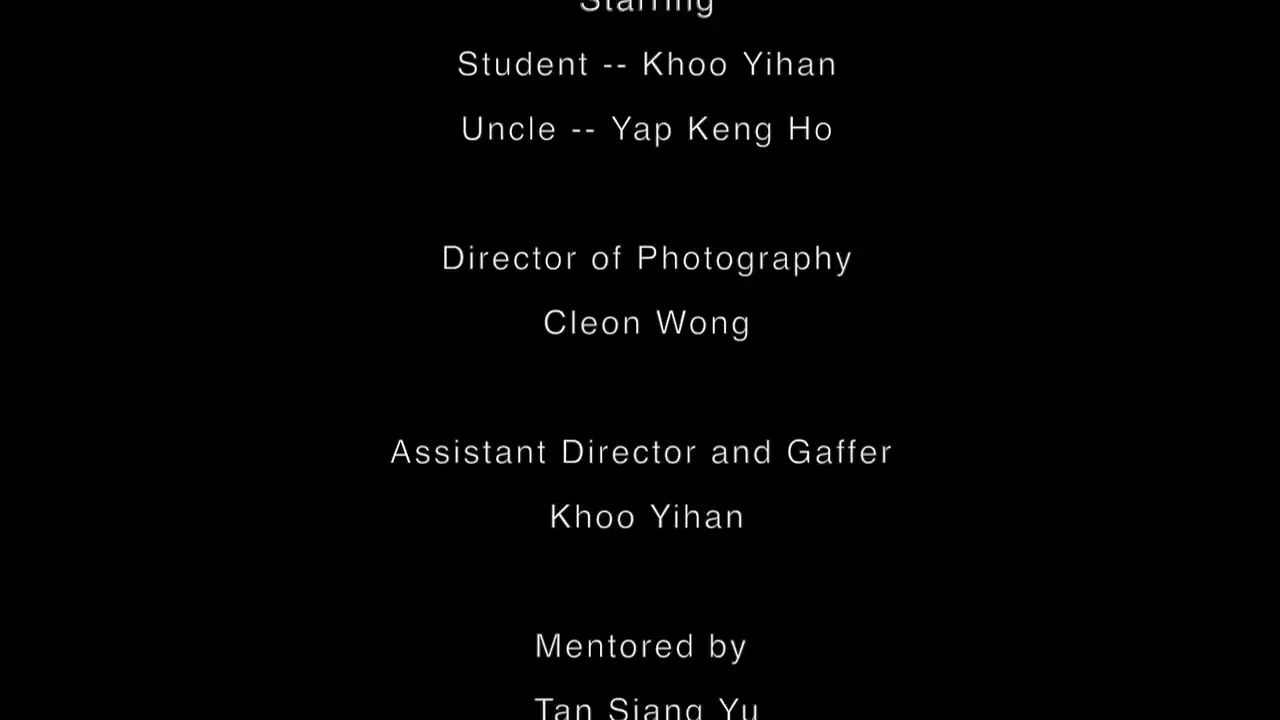 Starring
Student -- Khoo Yihan
Uncle -- Yap Keng Ho
Director of Photography
Cleon Wong
Assistant Director and Gaffer
Khoo Yihan
Mentored by
Tan Siang Yu